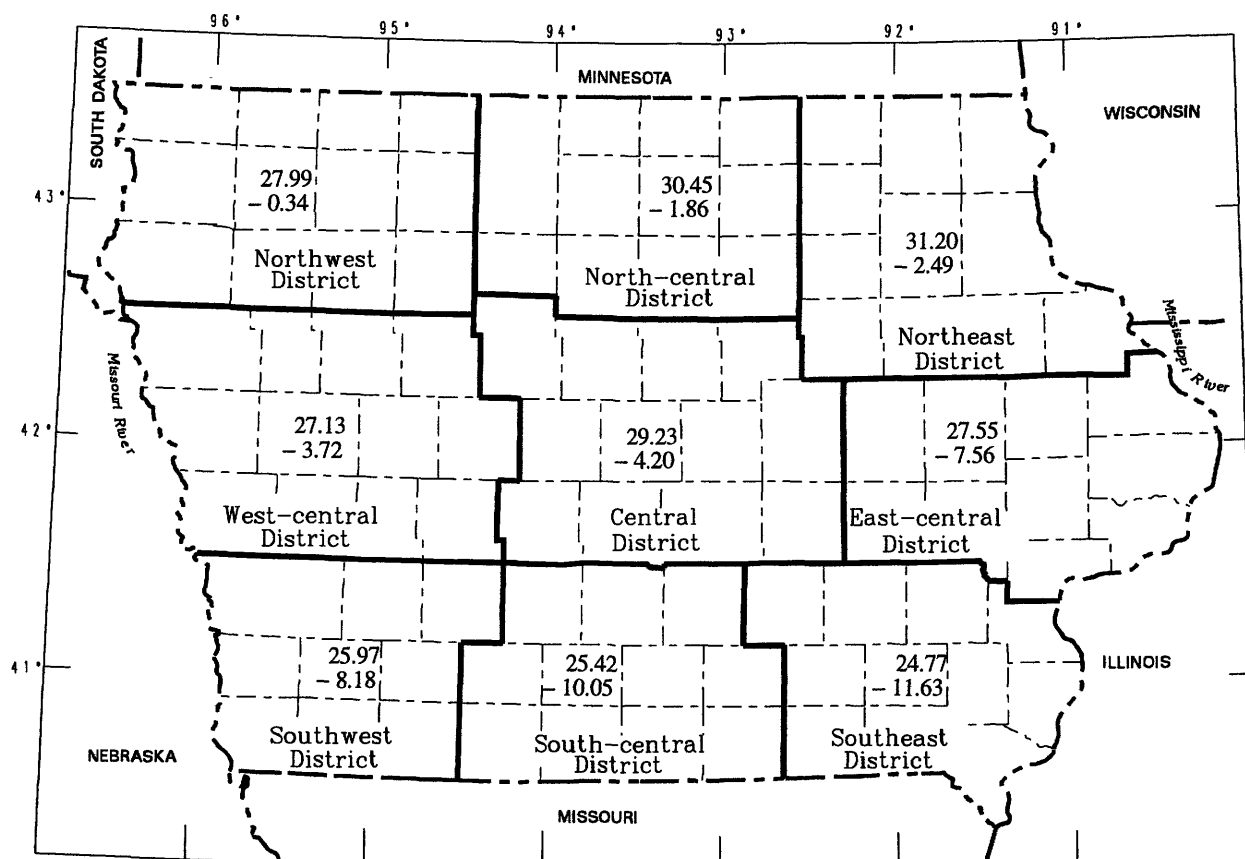 96°
95°
94°
93°
92°
91°
SOUTH DAKOTA
MINNESOTA
WISCONSIN
43°
27.99
– 0.34
30.45
– 1.86
31.20
– 2.49
Northwest
District
North–central
District
Northeast
District
Mississippi River
Missouri River
42°
27.13
– 3.72
29.23
– 4.20
27.55
– 7.56
West–central
District
Central
District
East–central
District
41°
25.97
– 8.18
25.42
– 10.05
24.77
– 11.63
ILLINOIS
Southwest
District
South–central
District
Southeast
District
NEBRASKA
MISSOURI